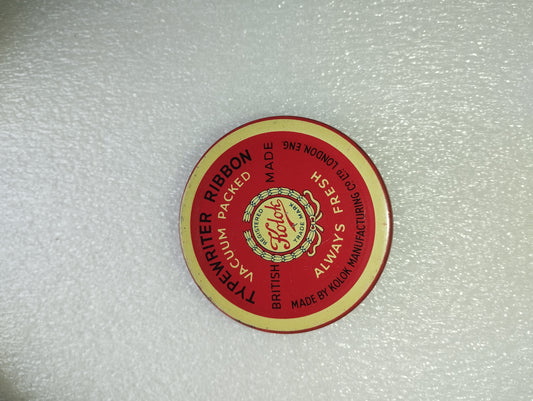 TYPEWRITER RIBBON
VACUUM PACKED
BRITISH MADE
REGISTERED
Kolok
TRADE MARK
ALWAYS FRESH
MADE BY KOLOK MANUFACTURING CO LTD LONDON ENG.